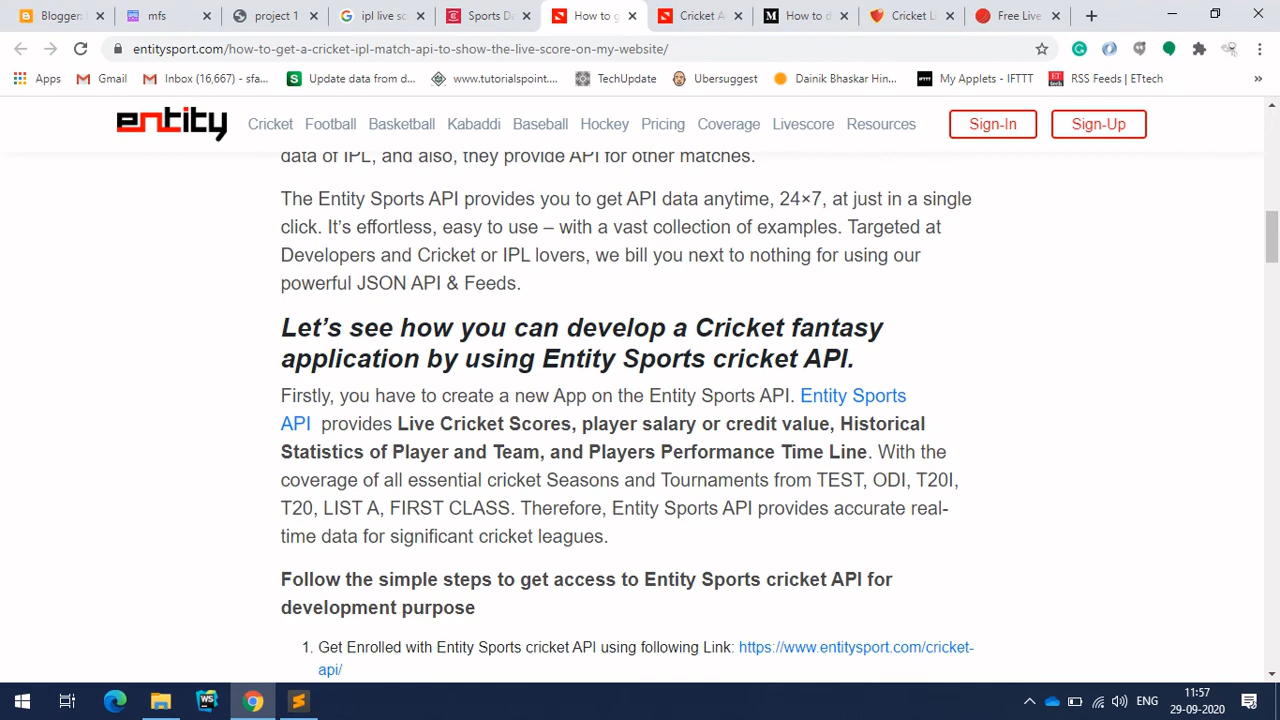 Blogger: mfs project ipl live Sports D How to g Cricket A How to Cricket L Free Live
entitysport.com/how-to-get-a-cricket-ipl-match-api-to-show-the-live-score-on-my-website/
Apps Gmail Inbox (16,667) - sfa... Update data from d... www.tutorialspoint.... TechUpdate Ubersuggest Dainik Bhaskar Hin... My Applets - IFTTT RSS Feeds | ETtech »
entity Cricket Football Basketball Kabaddi Baseball Hockey Pricing Coverage Livescore Resources Sign-In Sign-Up
data of IPL, and also, they provide API for other matches.
The Entity Sports API provides you to get API data anytime, 24×7, at just in a single
click. It’s effortless, easy to use – with a vast collection of examples. Targeted at
Developers and Cricket or IPL lovers, we bill you next to nothing for using our
powerful JSON API & Feeds.
Let’s see how you can develop a Cricket fantasy
application by using Entity Sports cricket API.
Firstly, you have to create a new App on the Entity Sports API. Entity Sports
API provides Live Cricket Scores, player salary or credit value, Historical
Statistics of Player and Team, and Players Performance Time Line. With the
coverage of all essential cricket Seasons and Tournaments from TEST, ODI, T20I,
T20, LIST A, FIRST CLASS. Therefore, Entity Sports API provides accurate real-
time data for significant cricket leagues.
Follow the simple steps to get access to Entity Sports cricket API for
development purpose
1. Get Enrolled with Entity Sports cricket API using following Link: https://www.entitysport.com/cricket-
api/
ENG
11:57
29-09-2020